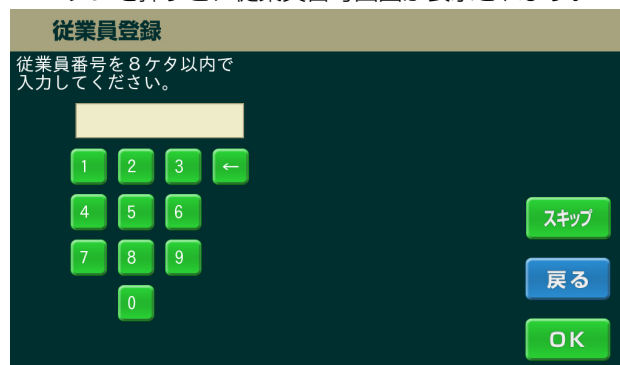 従業員登録
従業員番号を８ケタ以内で
入力してください。
1 2 3 ←
4 5 6
スキップ
7 8 9
戻る
0
OK